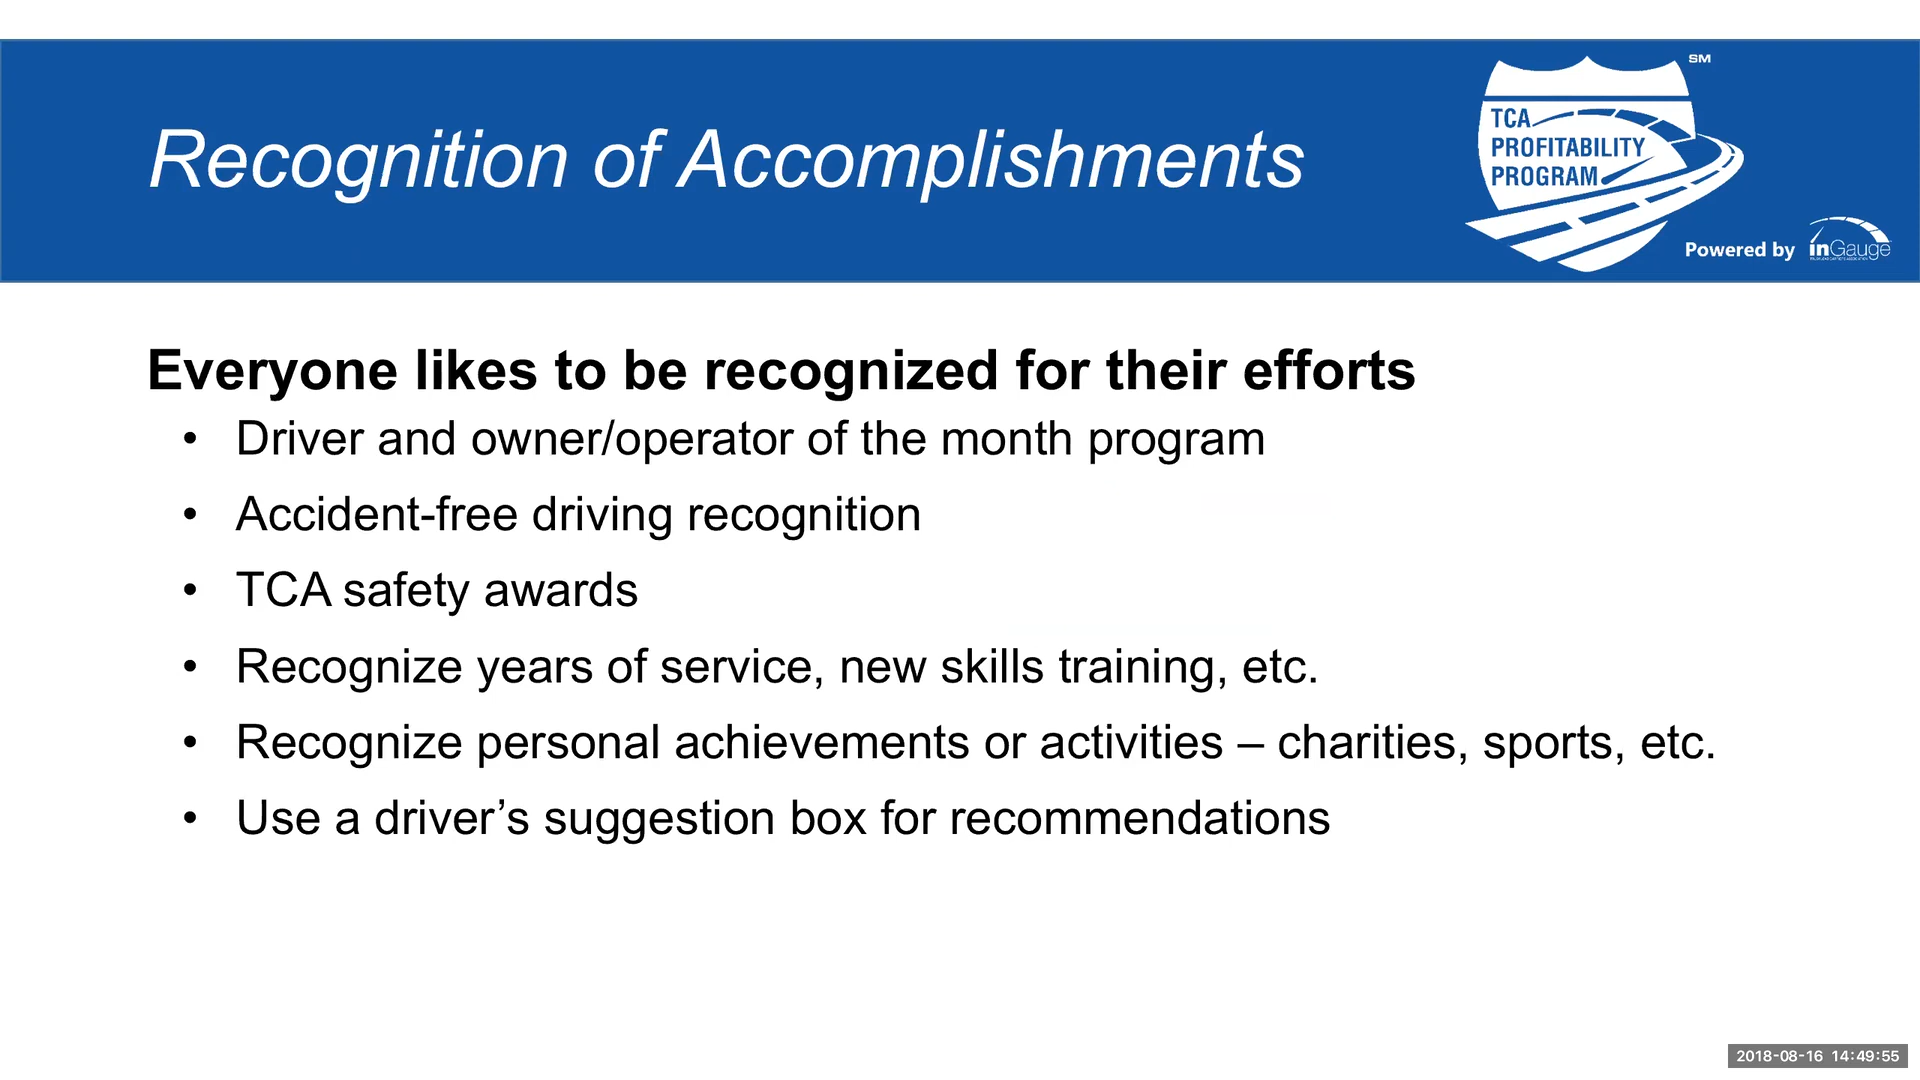 Recognition of Accomplishments
SM
TCA
PROFITABILITY
PROGRAM
Powered by inGauge
Everyone likes to be recognized for their efforts
• Driver and owner/operator of the month program
• Accident-free driving recognition
• TCA safety awards
• Recognize years of service, new skills training, etc.
• Recognize personal achievements or activities – charities, sports, etc.
• Use a driver’s suggestion box for recommendations
2018-08-16 14:49:55